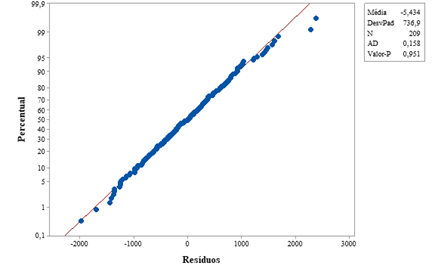 99,9
99
95
90
80
70
60
50
40
30
20
10
5
1
0,1
Percentual
-2000 -1000 0 1000 2000 3000
Resíduos
Média -5,434
DesvPad 736,9
N 209
AD 0,158
Valor-P 0,951